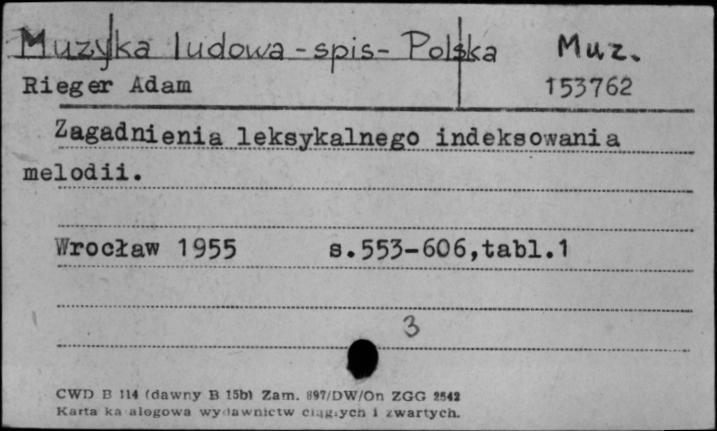 Muzyka ludowa - spis - Polska Muz.
Rieger Adam 153762
Zagadnienia leksykalnego indeksowania
melodii.
Wrocław 1955 s.553-606,tabl.1
3
CWD B 114 (dawny B 15b) Zam. 897/DW/On ZGG 2542
Karta katalogowa wydawnictw ciągłych i zwartych.